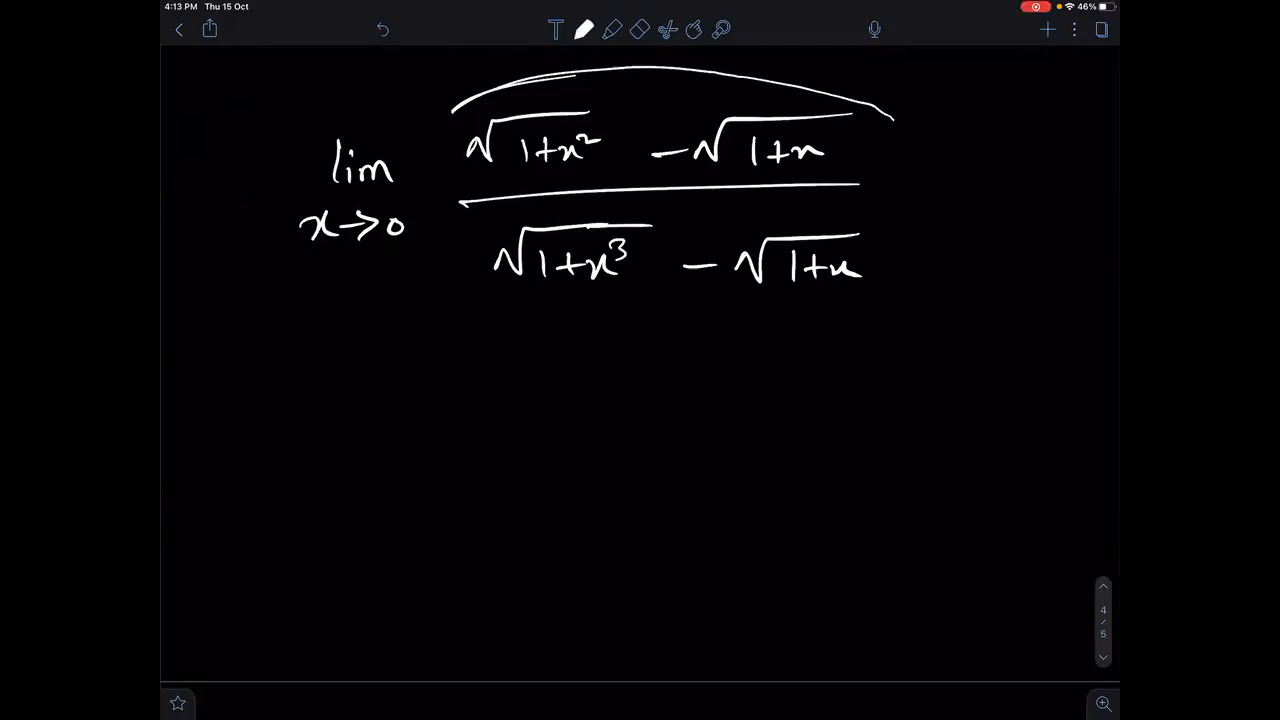 4:13 PM Thu 15 Oct
46%
T
lim x→0
√1+x² - √1+x
√1+x³ - √1+x
4
/
5